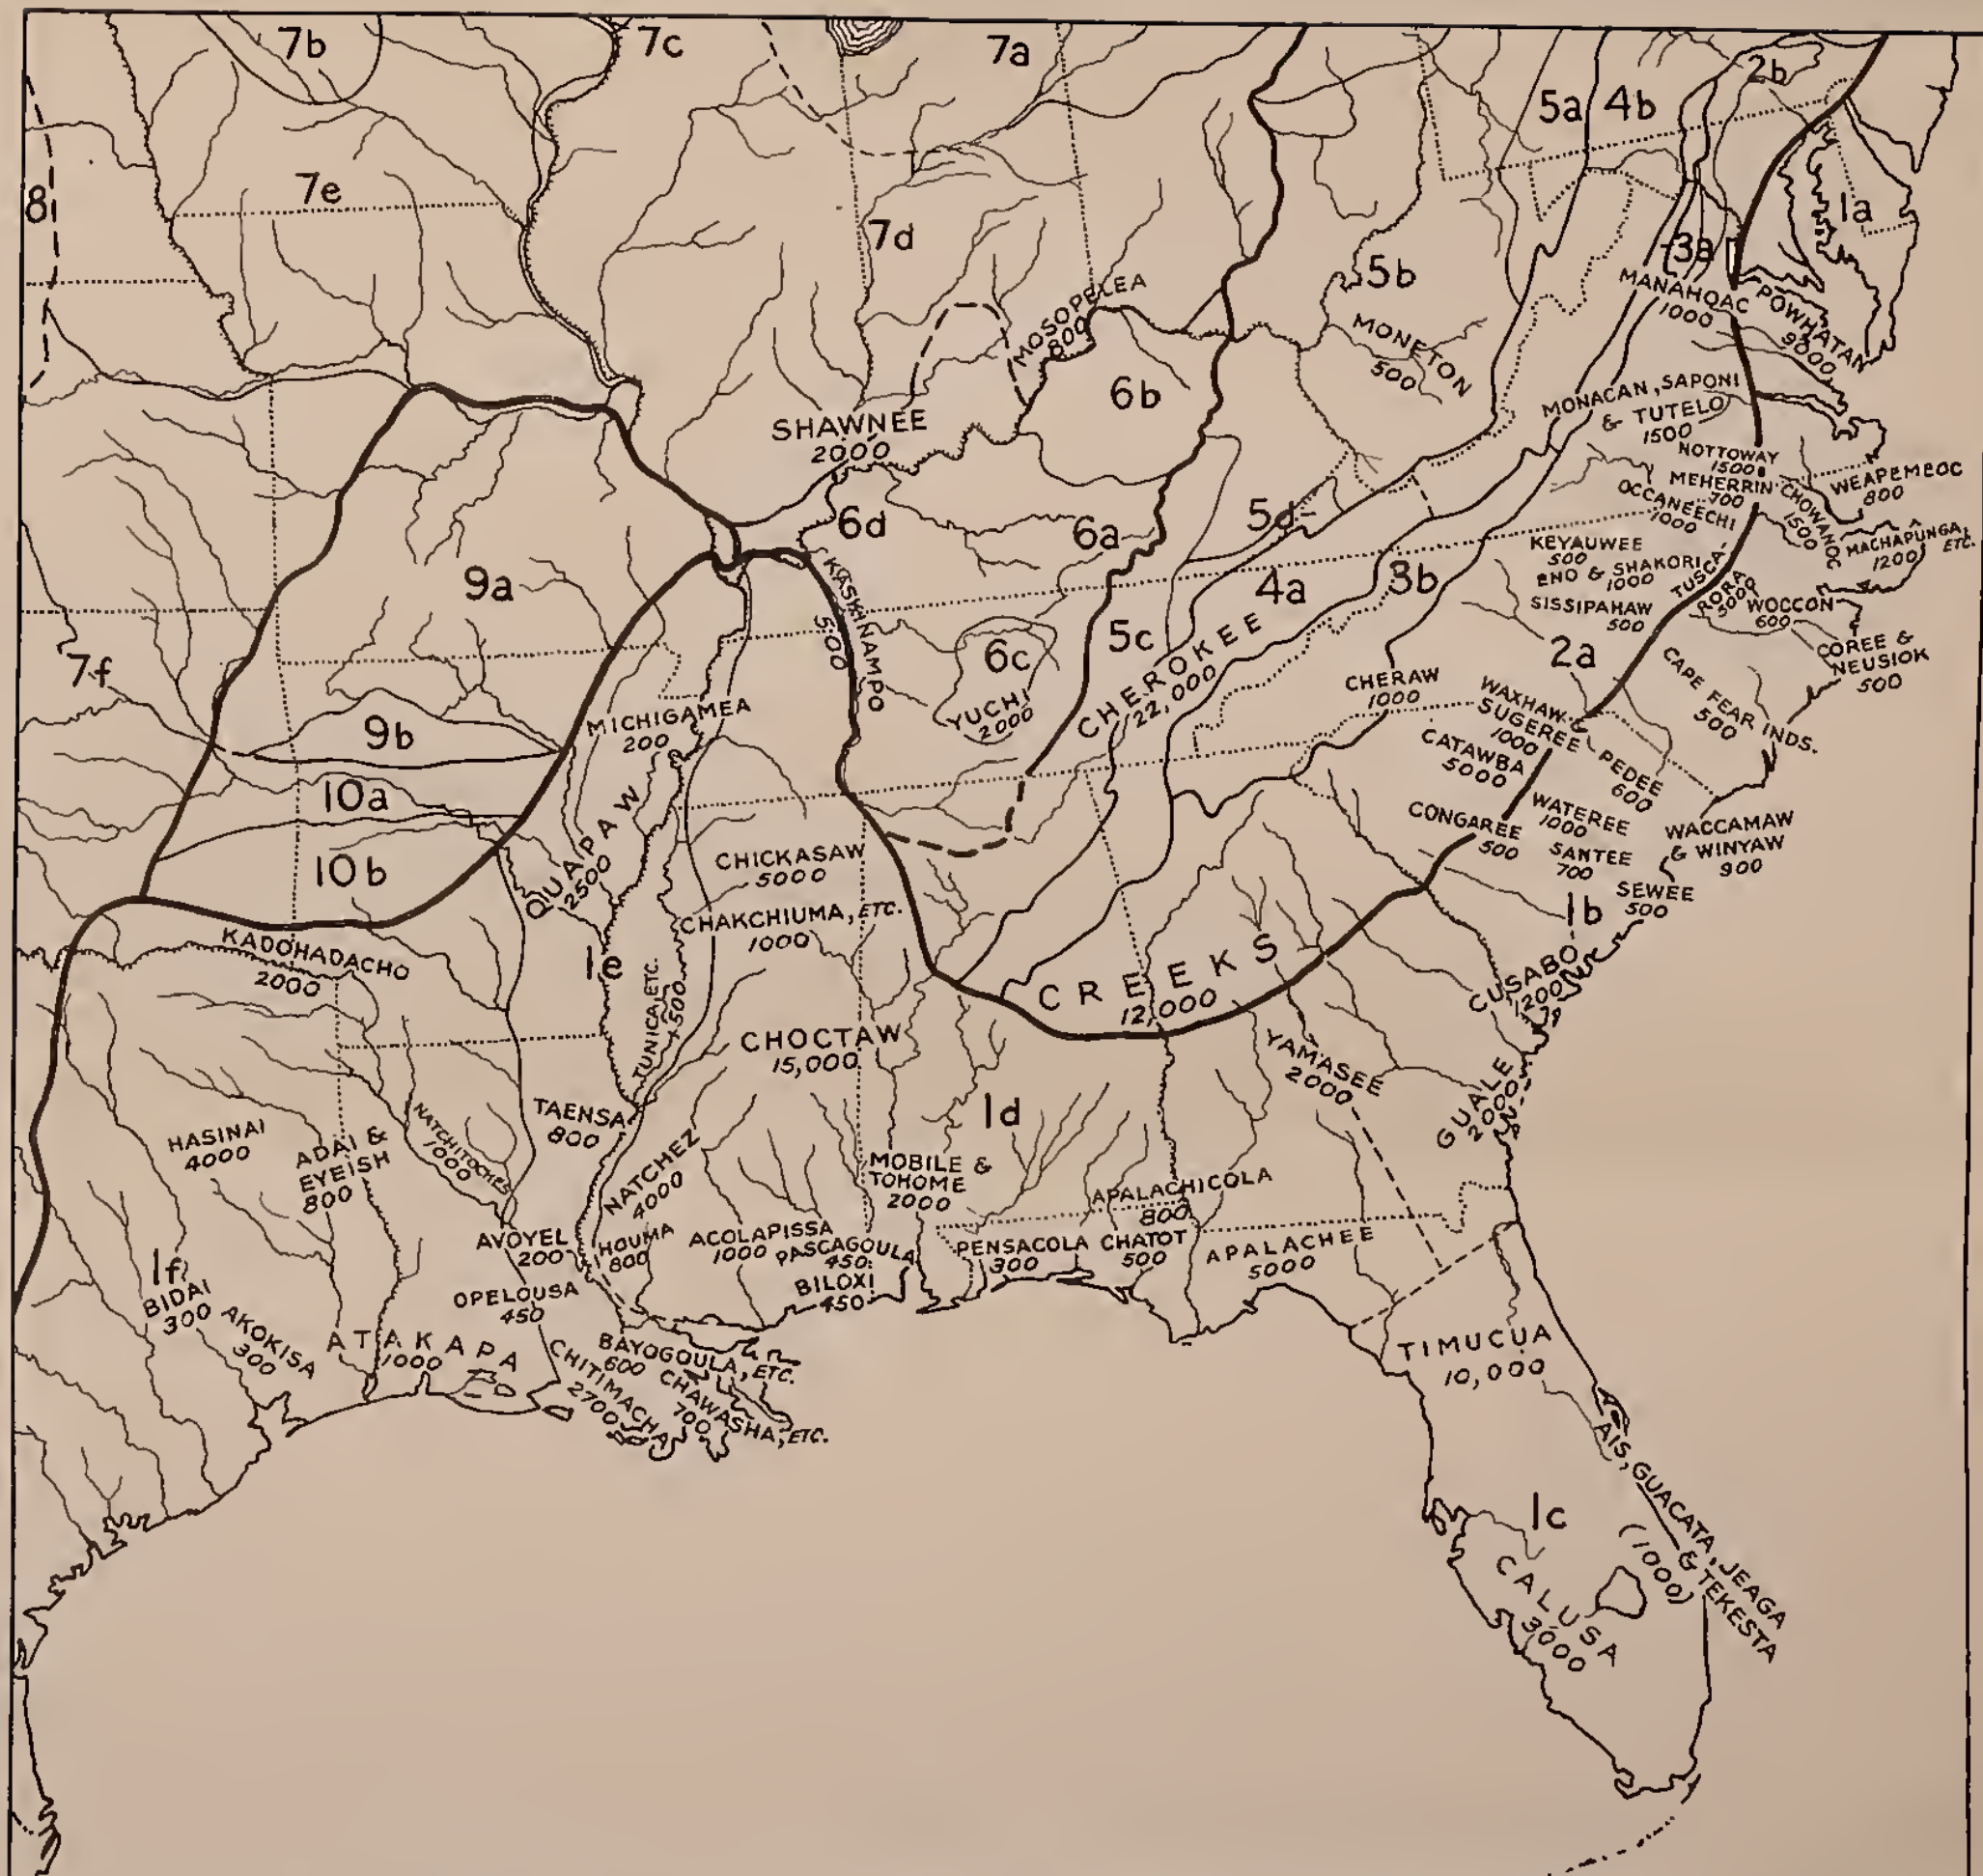 7b
7c
7a
2b
5a
4b
8
7e
7d
1a
3a
5b
MANAHOAC
1000
POWHATAN
9000
MOSOPELEA
800
MONETON
500
6b
MONACAN, SAPONI
& TUTELO
1500
SHAWNEE
2000
NOTTOWAY
1500
MEHERRIN
700
OCCANEECHI
1000
CHOWANOC
1500
WEAPEMEOC
800
MACHAPUNGA,
ETC.
1200
6d
6a
5d
KASKINAMPO
500
KEYAUWEE
500
ENO & SHAKORI
1000
SISSIPAHAW
500
TUSCA-
RORA
5000
WOCCON
600
COREE &
NEUSIOK
500
9a
4a
3b
5c
6c
2a
7f
YUCHI
2000
CHEROKEE
22,000
CHERAW
1000
CAPE FEAR INDS.
500
MICHIGAMEA
200
WAXHAW &
SUGEREE
1000
CATAWBA
5000
PEDEE
600
9b
10a
10b
QUAPAW
2500
CHICKASAW
5000
CHAKCHIUMA, ETC.
1000
CONGAREE
500
WATEREE
1000
SANTEE
700
WACCAMAW
& WINYAW
900
SEWEE
500
1b
KADOHADACHO
2000
1e
TUNICA, ETC.
1500
CREEKS
12,000
CUSABO
1200
CHOCTAW
15,000
YAMASEE
2000
GUALE
2000
HASINAI
4000
ADAI &
EYEISH
800
NATCHITOCHES
1000
TAENSA
800
NATCHEZ
4000
1d
MOBILE &
TOHOME
2000
APALACHICOLA
800
AVOYEL
200
HOUMA
800
ACOLAPISSA
1000
PASCAGOULA
450
BILOXI
450
PENSACOLA
300
CHATOT
500
APALACHEE
5000
1f
BIDAI
300
AKOKISA
300
OPELOUSA
450
ATAKAPA
1000
BAYOGOULA, ETC.
600
CHITIMACHA
2700
CHAWASHA, ETC.
700
TIMUCUA
10,000
AIS, GUACATA, JEAGA
& TEKESTA
(1000)
1c
CALUSA
3000